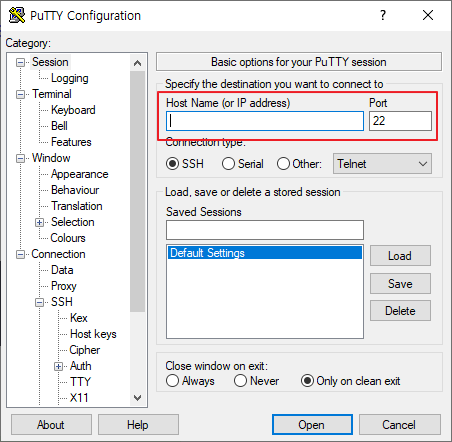 PuTTY Configuration
Category:
Session
Logging
Terminal
Keyboard
Bell
Features
Window
Appearance
Behaviour
Translation
Selection
Colours
Connection
Data
Proxy
SSH
Kex
Host keys
Cipher
Auth
TTY
X11
Basic options for your PuTTY session
Specify the destination you want to connect to
Host Name (or IP address) Port
22
Connection type:
SSH Serial Other: Telnet
Load, save or delete a stored session
Saved Sessions
Default Settings
Load
Save
Delete
Close window on exit:
Always Never Only on clean exit
About Help Open Cancel